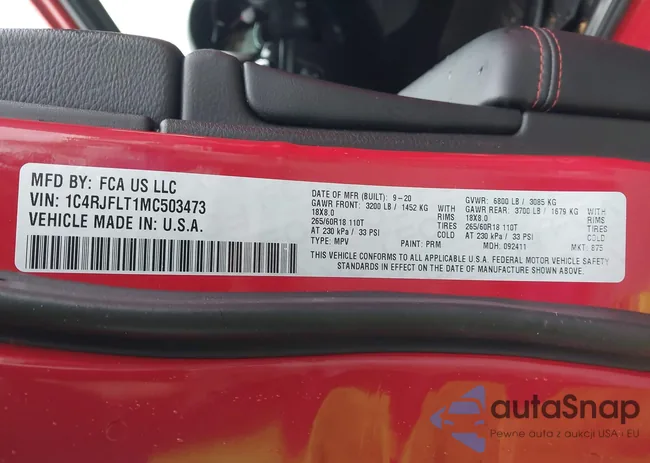 MFD BY: FCA US LLC
VIN: 1C4RJFLT1MC503473
VEHICLE MADE IN U.S.A.
DATE OF MFR (BUILT): 9-20
GVWR: 6800 LB / 3085 KG
GAWR FRONT: 3200 LB / 1452 KG WITH
GAWR REAR: 3700 LB / 1679 KG WITH
18X8.0 RIMS
18X8.0 RIMS
265/60R18 110T TIRES
265/60R18 110T TIRES
AT 230 kPa / 33 PSI
AT 230 kPa / 33 PSI
TYPE: MPV PAINT: PRM MDH: 092411 MKT: 875
THIS VEHICLE CONFORMS TO ALL APPLICABLE U.S.A. FEDERAL MOTOR VEHICLE SAFETY
STANDARDS IN EFFECT ON THE DATE OF MANUFACTURE SHOWN ABOVE.
autaSnap
Pewne auta z aukcji USA i EU